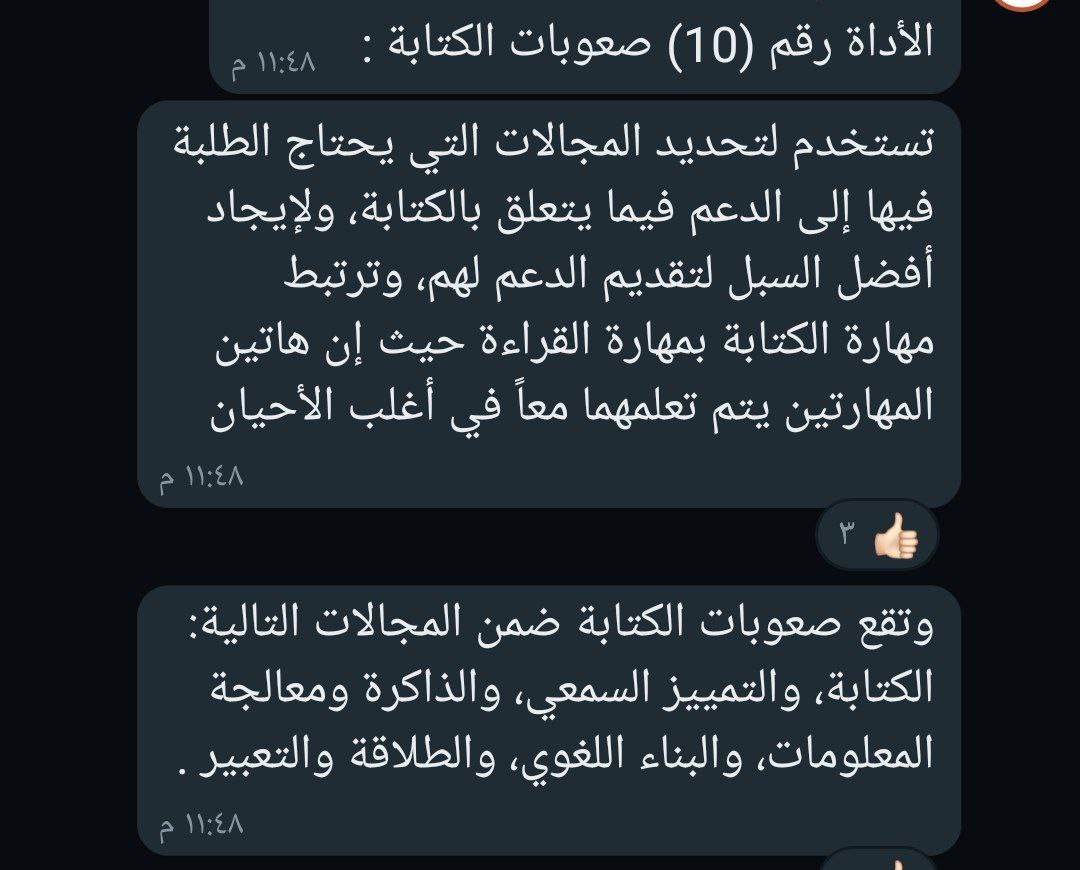 الأداة رقم (10) صعوبات الكتابة :
١١:٤٨ م
تستخدم لتحديد المجالات التي يحتاج الطلبة
فيها إلى الدعم فيما يتعلق بالكتابة، ولإيجاد
أفضل السبل لتقديم الدعم لهم، وترتبط
مهارة الكتابة بمهارة القراءة حيث إن هاتين
المهارتين يتم تعلمهما معاً في أغلب الأحيان
١١:٤٨ م
👍🏻 ٣
وتقع صعوبات الكتابة ضمن المجالات التالية:
الكتابة، والتمييز السمعي، والذاكرة ومعالجة
المعلومات، والبناء اللغوي، والطلاقة والتعبير .
١١:٤٨ م